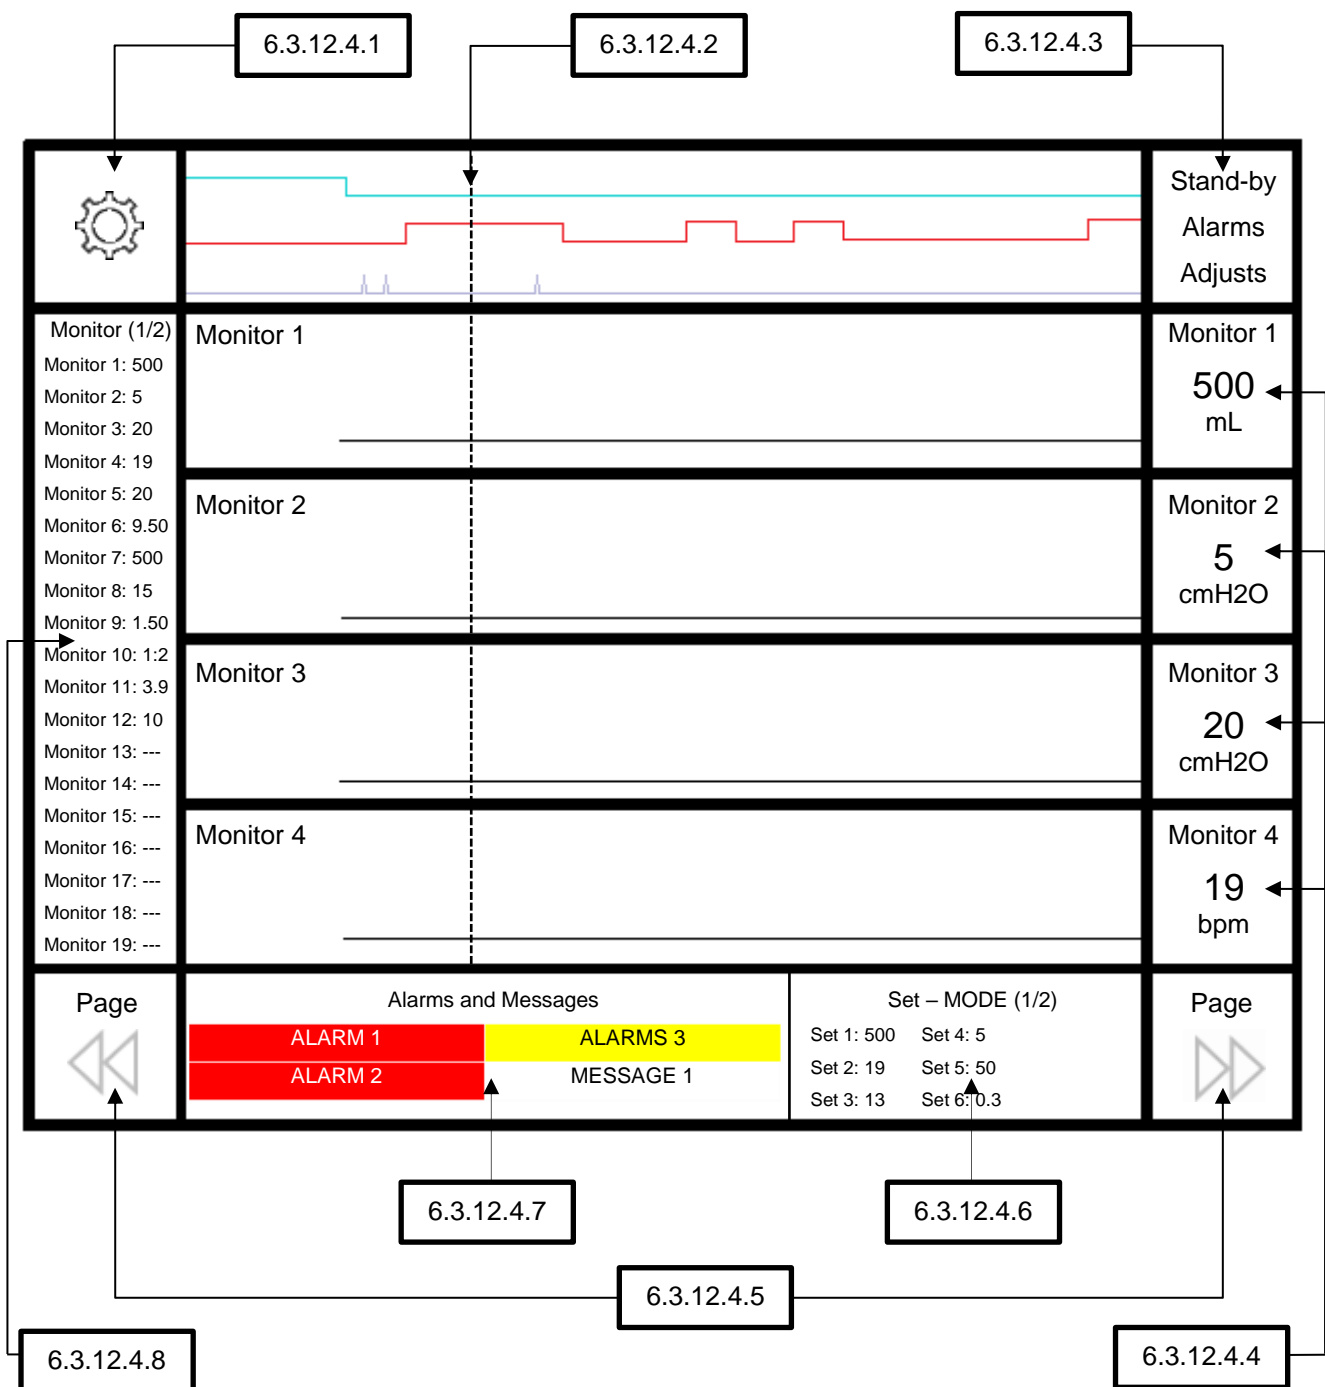 6.3.12.4.1
6.3.12.4.2
6.3.12.4.3
Stand-by
Alarms
Adjusts
Monitor (1/2)
Monitor 1: 500
Monitor 2: 5
Monitor 3: 20
Monitor 4: 19
Monitor 5: 20
Monitor 6: 9.50
Monitor 7: 500
Monitor 8: 15
Monitor 9: 1.50
Monitor 10: 1:2
Monitor 11: 3.9
Monitor 12: 10
Monitor 13: ---
Monitor 14: ---
Monitor 15: ---
Monitor 16: ---
Monitor 17: ---
Monitor 18: ---
Monitor 19: ---
Monitor 1
Monitor 2
Monitor 3
Monitor 4
Monitor 1
500
mL
Monitor 2
5
cmH2O
Monitor 3
20
cmH2O
Monitor 4
19
bpm
Page
Alarms and Messages
ALARM 1
ALARMS 3
ALARM 2
MESSAGE 1
Set – MODE (1/2)
Set 1: 500
Set 4: 5
Set 2: 19
Set 5: 50
Set 3: 13
Set 6: 0.3
Page
6.3.12.4.7
6.3.12.4.6
6.3.12.4.5
6.3.12.4.8
6.3.12.4.4